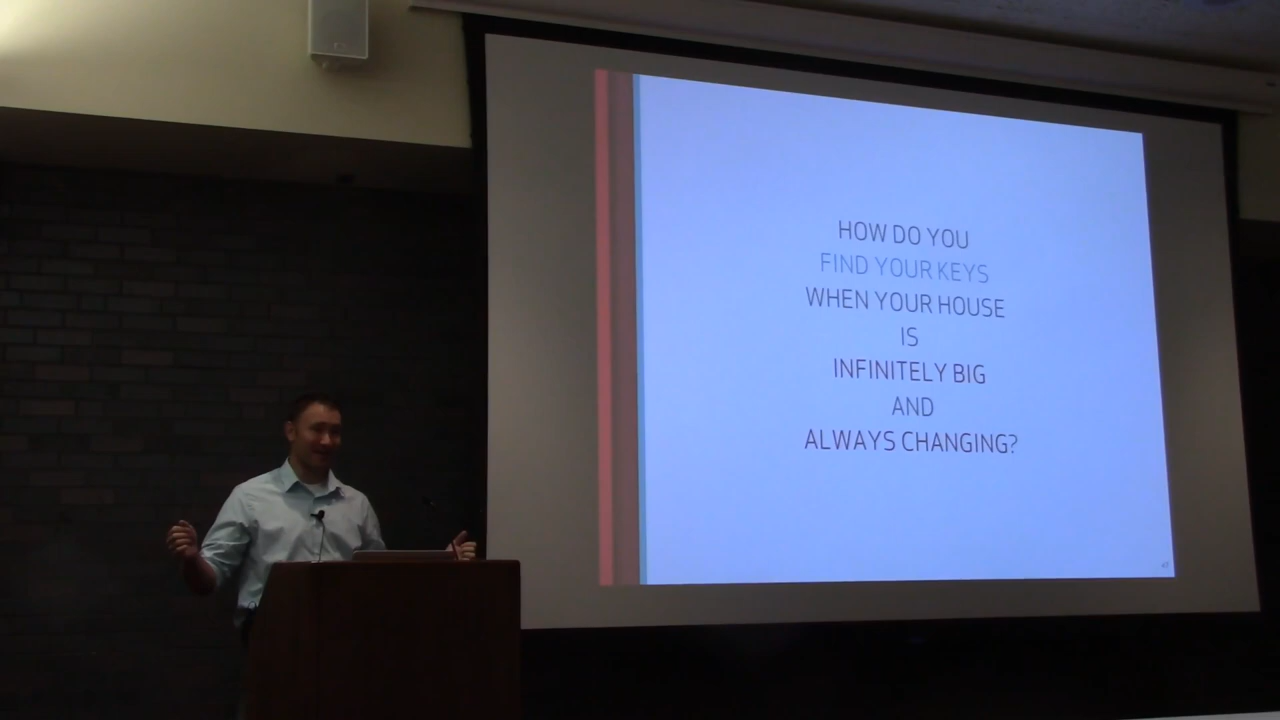 HOW DO YOU
FIND YOUR KEYS
WHEN YOUR HOUSE
IS
INFINITELY BIG
AND
ALWAYS CHANGING?